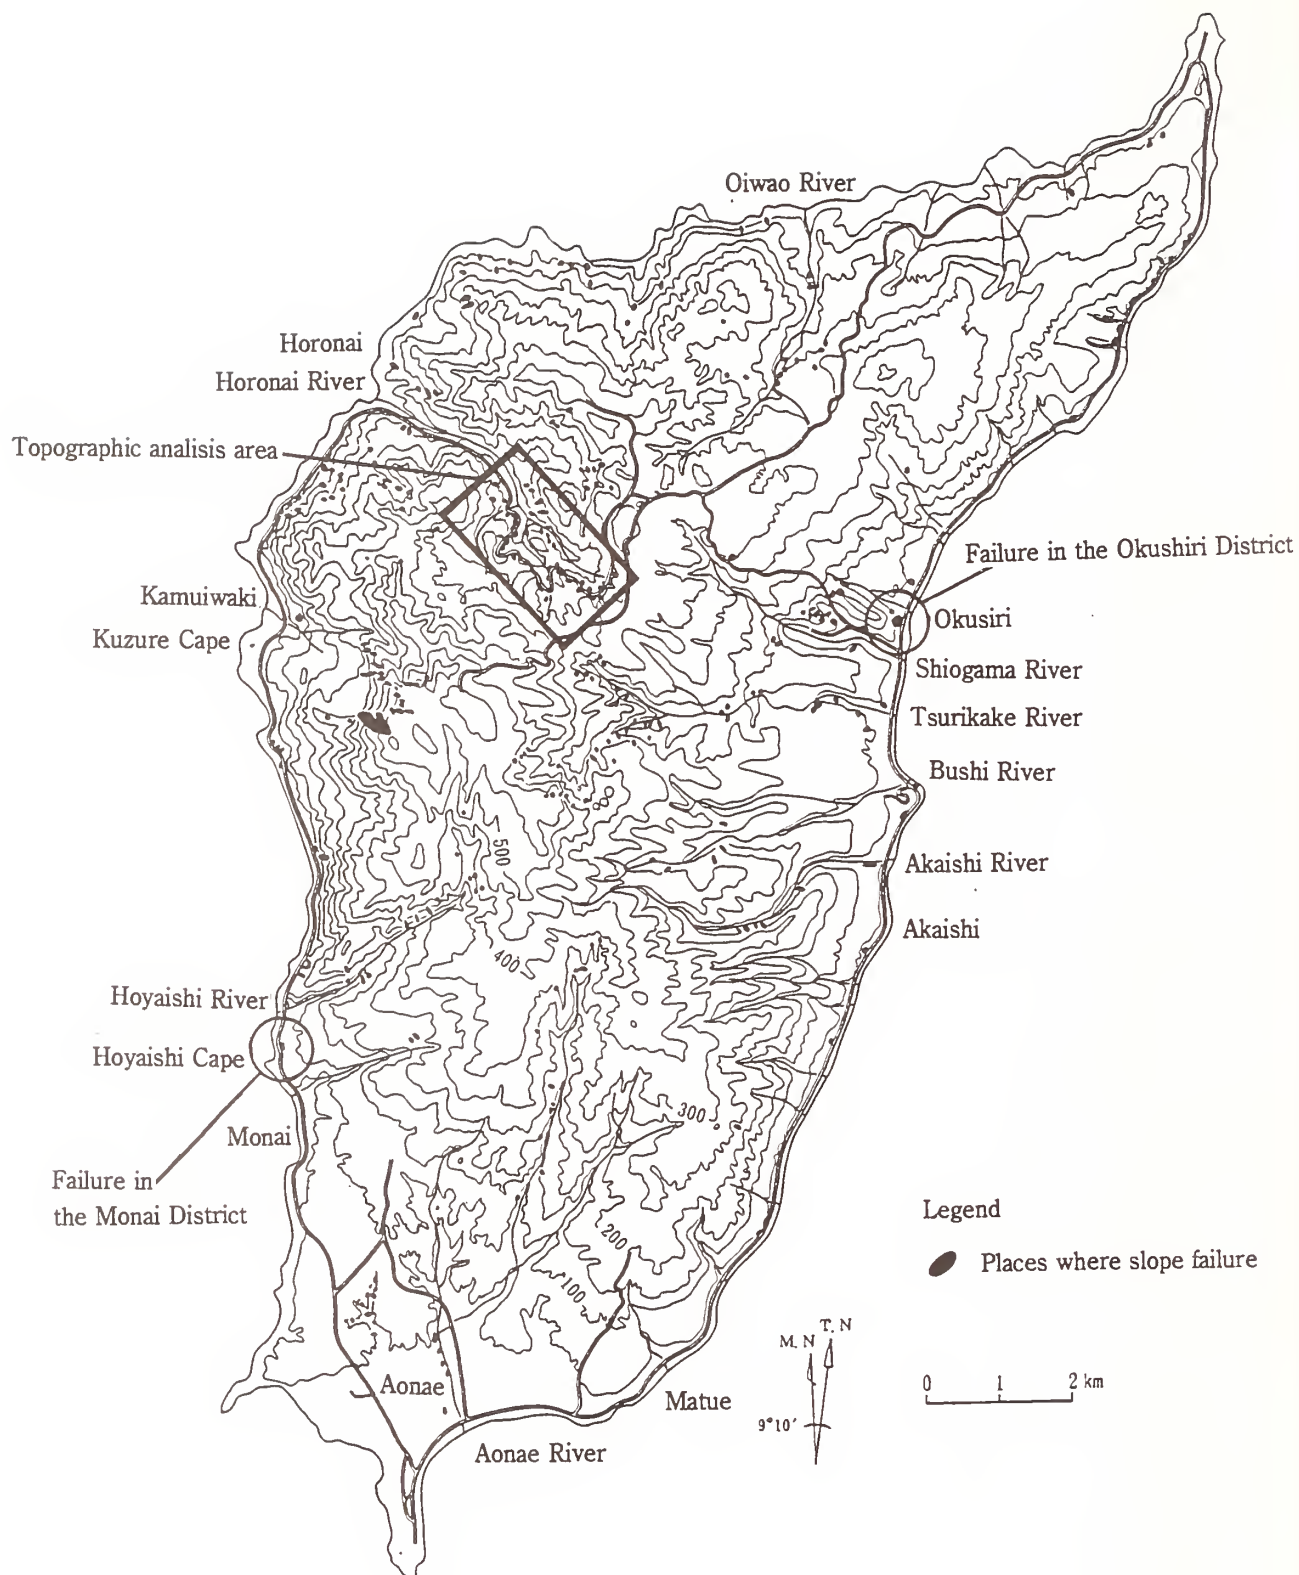 Oiwao River
Horonai
Horonai River
Topographic analisis area
Failure in the Okushiri District
Kamuiwaki
Okusiri
Kuzure Cape
Shiogama River
Tsurikake River
Bushi River
500
Akaishi River
Akaishi
400
Hoyaishi River
Hoyaishi Cape
300
Monai
Failure in
the Monai District
Legend
200
Places where slope failure
100
T. N
M. N
0 1 2 km
Aonae
Matue
9°10'
Aonae River